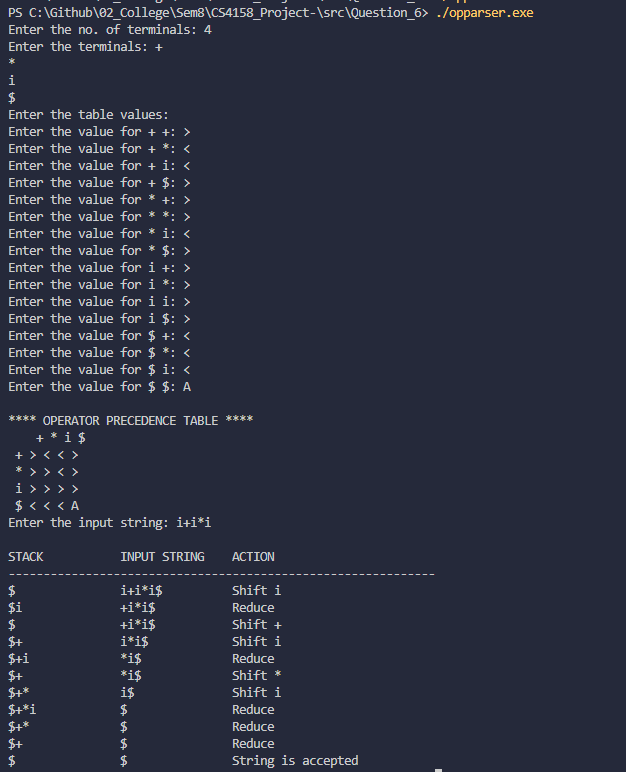 PS C:\Github\02_College\Sem8\CS4158_Project-\src\Question_6> ./opparser.exe
Enter the no. of terminals: 4
Enter the terminals: +
*
i
$
Enter the table values:
Enter the value for + +: >
Enter the value for + *: <
Enter the value for + i: <
Enter the value for + $: >
Enter the value for * +: >
Enter the value for * *: >
Enter the value for * i: <
Enter the value for * $: >
Enter the value for i +: >
Enter the value for i *: >
Enter the value for i i: >
Enter the value for i $: >
Enter the value for $ +: <
Enter the value for $ *: <
Enter the value for $ i: <
Enter the value for $ $: A
**** OPERATOR PRECEDENCE TABLE ****
+ * i $
+ > < < >
* > > < >
i > > > >
$ < < < A
Enter the input string: i+i*i
STACK INPUT STRING ACTION
-------------------------------------------------------------
$ i+i*i$ Shift i
$i +i*i$ Reduce
$ +i*i$ Shift +
$+ i*i$ Shift i
$+i *i$ Reduce
$+ *i$ Shift *
$+* i$ Shift i
$+*i $ Reduce
$+* $ Reduce
$+ $ Reduce
$ $ String is accepted